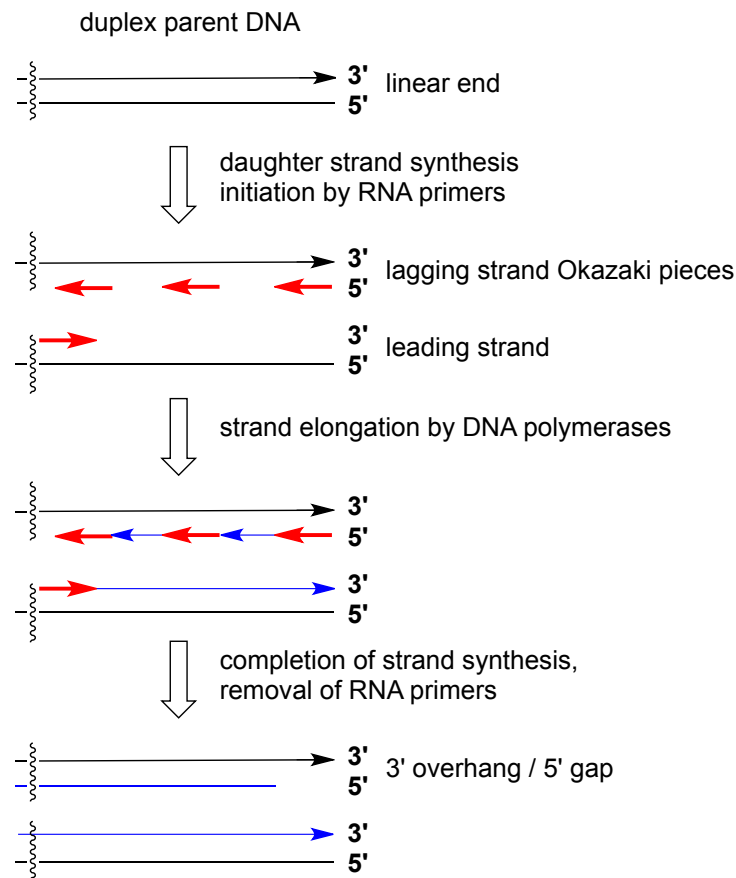 duplex parent DNA
3'
linear end
5'
daughter strand synthesis
initiation by RNA primers
3'
lagging strand Okazaki pieces
5'
3'
leading strand
5'
strand elongation by DNA polymerases
3'
5'
3'
5'
completion of strand synthesis,
removal of RNA primers
3'
3' overhang / 5' gap
5'
3'
5'